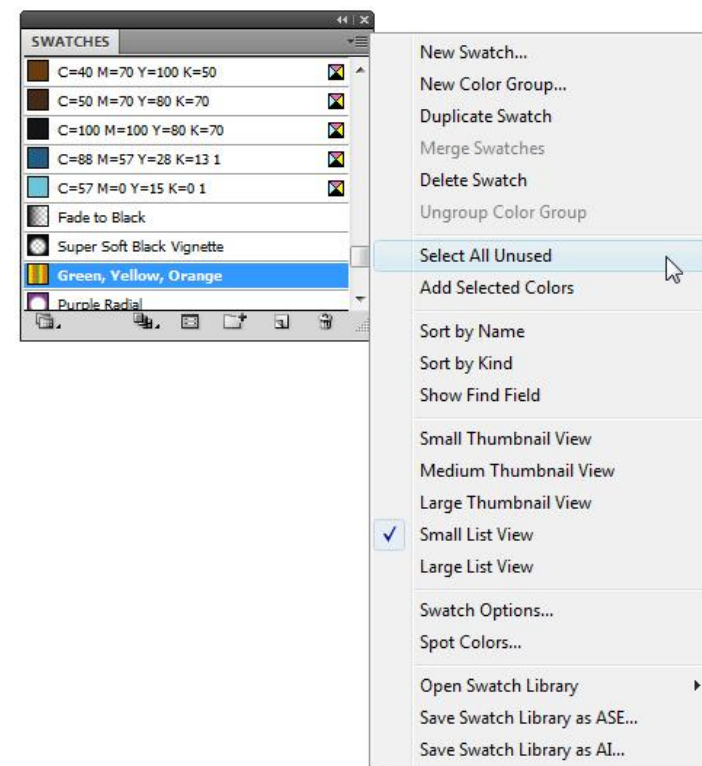 SWATCHES
C=40 M=70 Y=100 K=50
C=50 M=70 Y=80 K=70
C=100 M=100 Y=80 K=70
C=88 M=57 Y=28 K=13 1
C=57 M=0 Y=15 K=0 1
Fade to Black
Super Soft Black Vignette
Green, Yellow, Orange
Purple Radial
New Swatch...
New Color Group...
Duplicate Swatch
Merge Swatches
Delete Swatch
Ungroup Color Group
Select All Unused
Add Selected Colors
Sort by Name
Sort by Kind
Show Find Field
Small Thumbnail View
Medium Thumbnail View
Large Thumbnail View
Small List View
Large List View
Swatch Options...
Spot Colors...
Open Swatch Library
Save Swatch Library as ASE...
Save Swatch Library as AI...